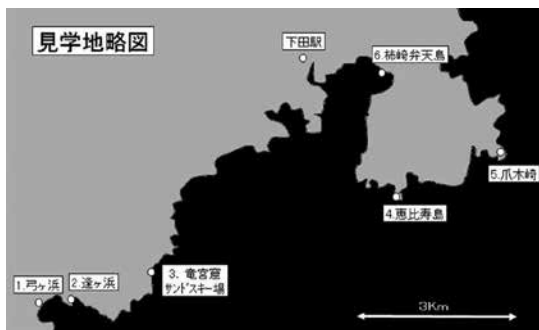 見学地略図
下田駅
6.柿崎弁天島
5.爪木崎
4.恵比寿島
3. 竜宮窟
サンドスキー場
2.逢ヶ浜
1.弓ヶ浜
3Km